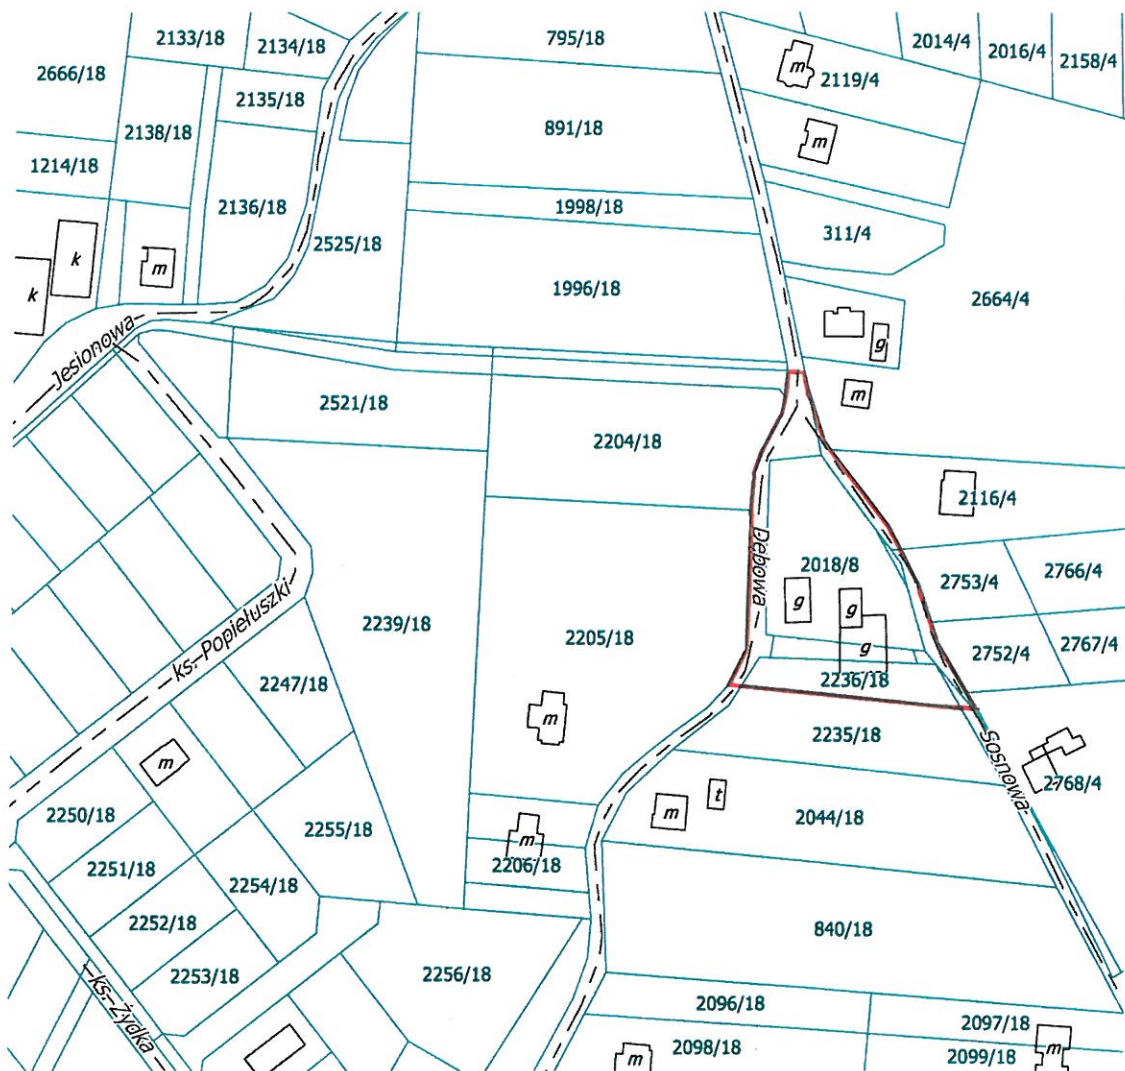 2133/18
2134/18
795/18
2014/4
2016/4
2158/4
2666/18
m
2119/4
2135/18
2138/18
891/18
m
1214/18
2136/18
1998/18
2525/18
311/4
k
m
k
1996/18
2664/4
Jesionowa
g
m
2521/18
2204/18
2116/4
Dębowa
2018/8
2753/4
2766/4
g
g
ks. Popiełuszki
2239/18
2205/18
g
2752/4
2767/4
2247/18
2236/18
m
2235/18
Sosnowa
m
2768/4
t
2250/18
m
2044/18
2255/18
m
2251/18
2206/18
2254/18
2252/18
840/18
2253/18
2256/18
ks. Żydka
2096/18
2097/18
2098/18
m
2099/18
m